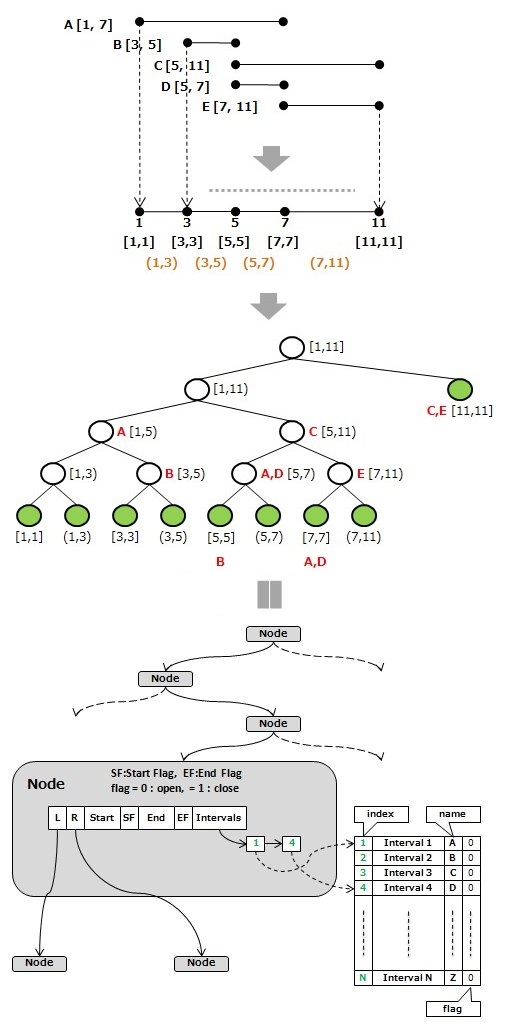 A [1, 7]
B [3, 5]
C [5, 11]
D [5, 7]
E [7, 11]
1 3 5 7 11
[1,1] [3,3] [5,5] [7,7] [11,11]
(1,3) (3,5) (5,7) (7,11)
[1,11]
[1,11)
C,E [11,11]
A [1,5) C [5,11)
[1,3) B [3,5) A,D [5,7) E [7,11)
[1,1] (1,3) [3,3] (3,5) [5,5] (5,7) [7,7] (7,11)
B A,D
Node
Node
Node
Node
SF:Start Flag, EF:End Flag
flag = 0 : open, = 1 : close
L R Start SF End EF Intervals
1 4
index name
1 Interval 1 A 0
2 Interval 2 B 0
3 Interval 3 C 0
4 Interval 4 D 0
N Interval N Z 0
Node Node
flag